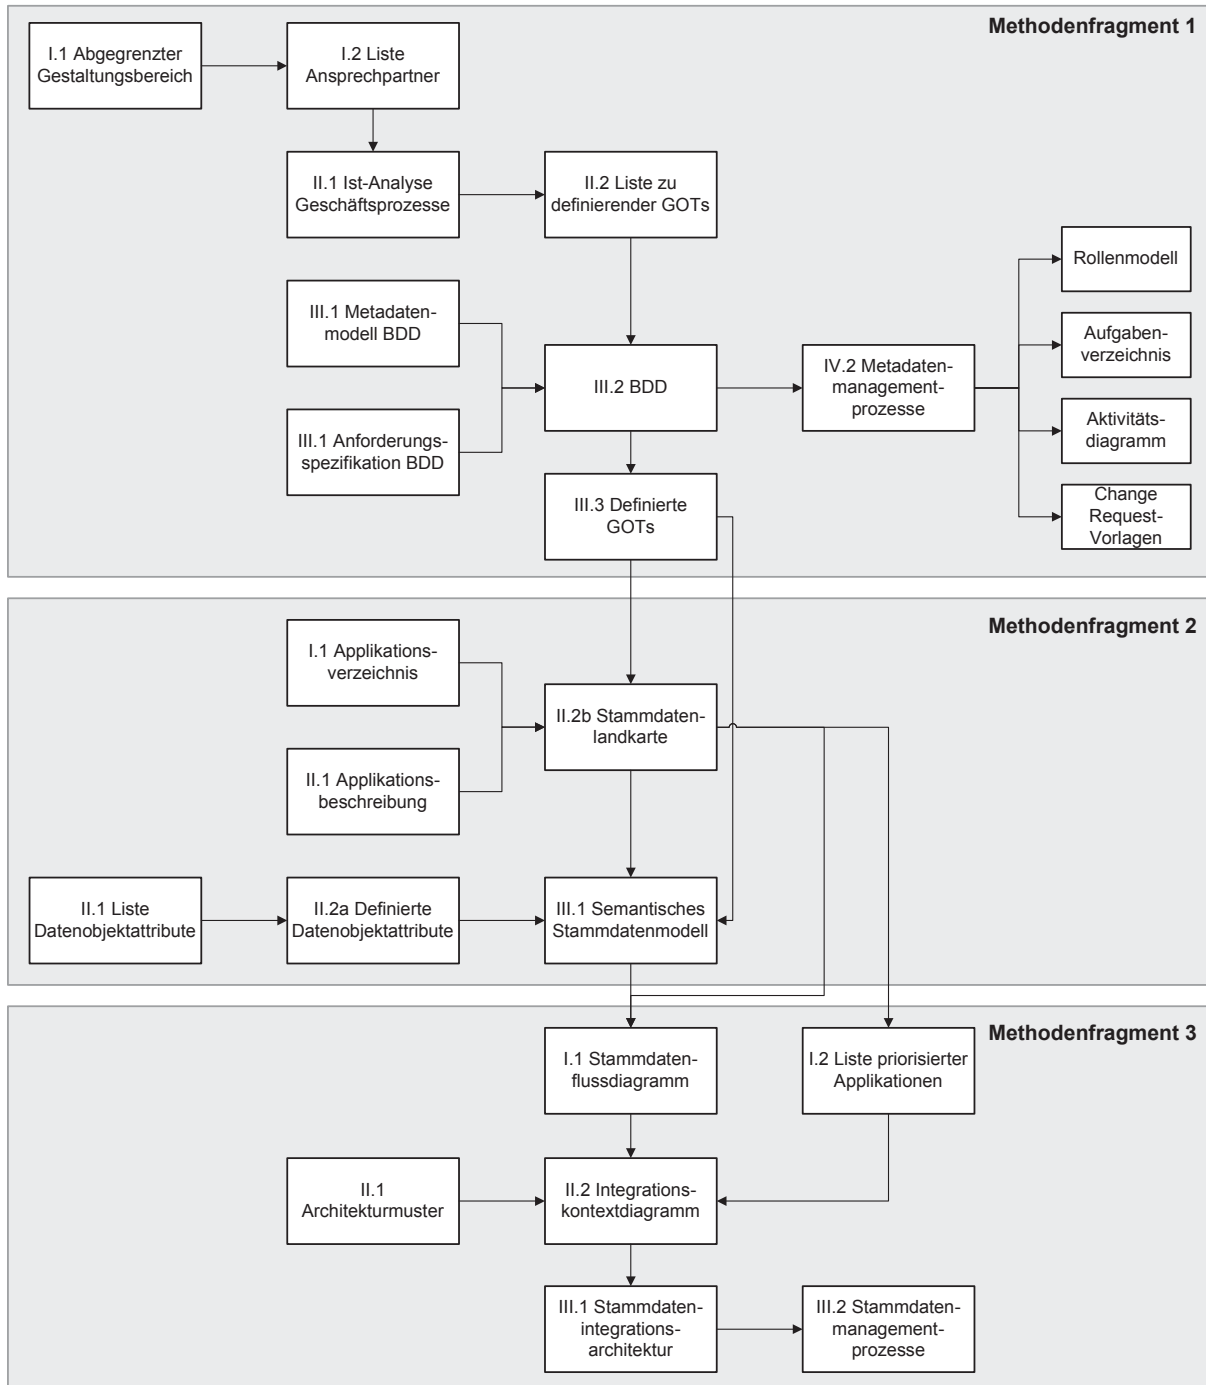 Methodenfragment 1
I.1 Abgegrenzter
Gestaltungsbereich
I.2 Liste
Ansprechpartner
II.1 Ist-Analyse
Geschäftsprozesse
II.2 Liste zu
definierender GOTs
Rollenmodell
III.1 Metadaten-
modell BDD
Aufgaben-
verzeichnis
III.2 BDD
IV.2 Metadaten-
management-
prozesse
III.1 Anforderungs-
spezifikation BDD
Aktivitäts-
diagramm
III.3 Definierte
GOTs
Change
Request-
Vorlagen
Methodenfragment 2
I.1 Applikations-
verzeichnis
II.2b Stammdaten-
landkarte
II.1 Applikations-
beschreibung
II.1 Liste
Datenobjektattribute
II.2a Definierte
Datenobjektattribute
III.1 Semantisches
Stammdatenmodell
Methodenfragment 3
I.1 Stammdaten-
flussdiagramm
I.2 Liste priorisierter
Applikationen
II.1
Architekturmuster
II.2 Integrations-
kontextdiagramm
III.1 Stammdaten-
integrations-
architektur
III.2 Stammdaten-
management-
prozesse